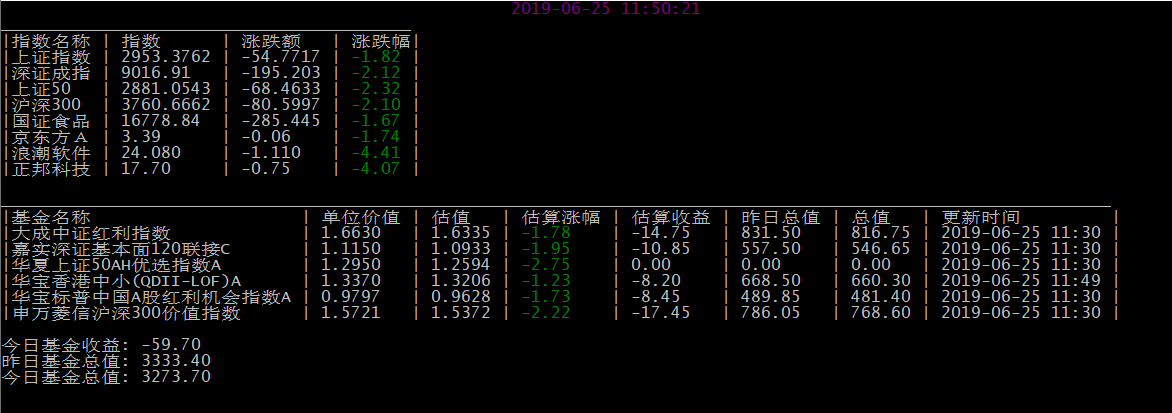 2019-06-25 11:50:21
|指数名称 | 指数 | 涨跌额 | 涨跌幅|
|上证指数 | 2953.3762 | -54.7717 | -1.82 |
|深证成指 | 9016.91 | -195.203 | -2.12 |
|上证50 | 2881.0543 | -68.4633 | -2.32 |
|沪深300 | 3760.6662 | -80.5997 | -2.10 |
|国证食品 | 16778.84 | -285.445 | -1.67 |
|京东方Ａ | 3.39 | -0.06 | -1.74 |
|浪潮软件 | 24.080 | -1.110 | -4.41 |
|正邦科技 | 17.70 | -0.75 | -4.07 |
|基金名称 | 单位价值 | 估值 | 估算涨幅 | 估算收益 | 昨日总值 | 总值 | 更新时间 |
|大成中证红利指数 | 1.6630 | 1.6335 | -1.78 | -14.75 | 831.50 | 816.75 | 2019-06-25 11:30 |
|嘉实深证基本面120联接C | 1.1150 | 1.0933 | -1.95 | -10.85 | 557.50 | 546.65 | 2019-06-25 11:30 |
|华夏上证50AH优选指数A | 1.2950 | 1.2594 | -2.75 | 0.00 | 0.00 | 0.00 | 2019-06-25 11:30 |
|华宝香港中小(QDII-LOF)A | 1.3370 | 1.3206 | -1.23 | -8.20 | 668.50 | 660.30 | 2019-06-25 11:49 |
|华宝标普中国A股红利机会指数A | 0.9797 | 0.9628 | -1.73 | -8.45 | 489.85 | 481.40 | 2019-06-25 11:30 |
|申万菱信沪深300价值指数 | 1.5721 | 1.5372 | -2.22 | -17.45 | 786.05 | 768.60 | 2019-06-25 11:30 |
今日基金收益: -59.70
昨日基金总值: 3333.40
今日基金总值: 3273.70